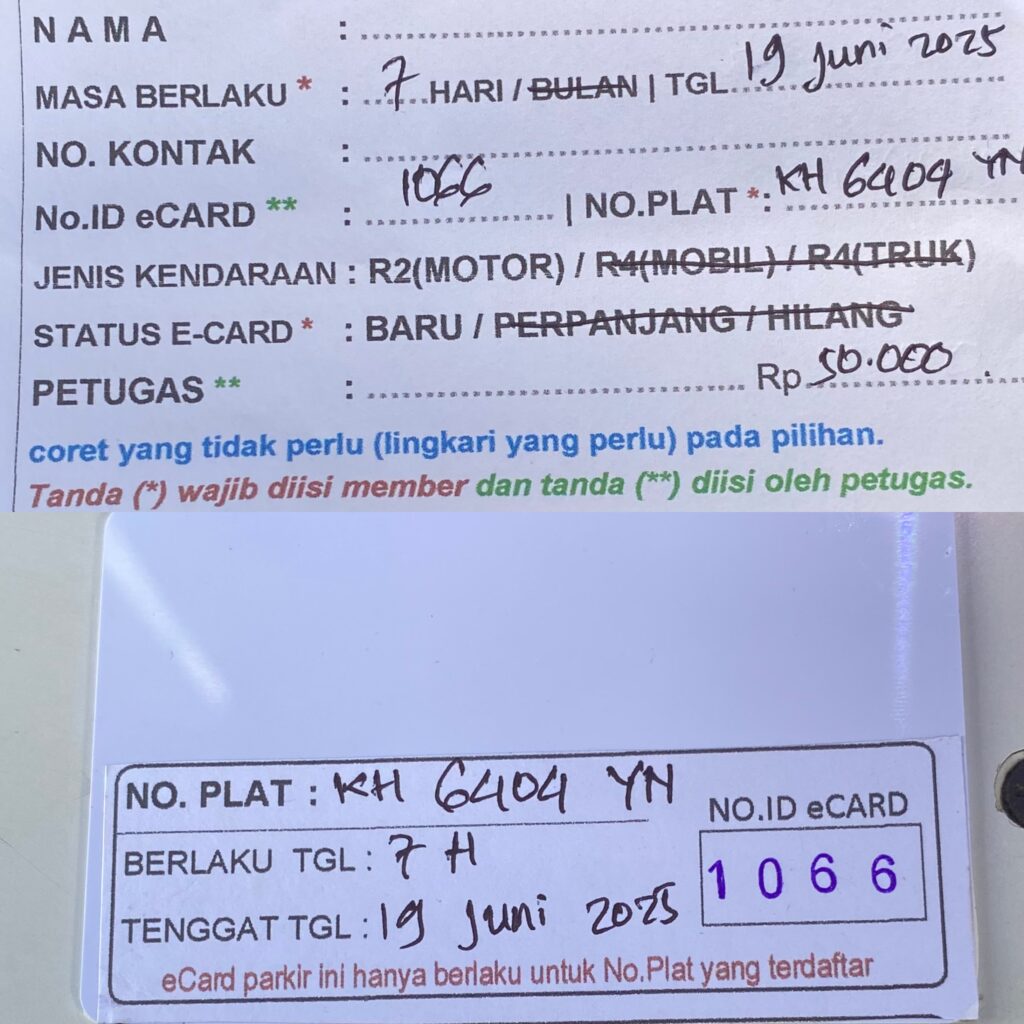 NAMA :
MASA BERLAKU * : 7 HARI / BULAN | TGL. 19 Juni 2025
NO. KONTAK :
No.ID eCARD ** : 1066 | NO.PLAT *: KH 6404 YN
JENIS KENDARAAN : R2(MOTOR) / R4(MOBIL) / R4(TRUK)
STATUS E-CARD * : BARU / PERPANJANG / HILANG
PETUGAS ** : Rp 50.000
coret yang tidak perlu (lingkari yang perlu) pada pilihan.
Tanda (*) wajib diisi member dan tanda (**) diisi oleh petugas.
NO. PLAT : KH 6404 YN
NO.ID eCARD
BERLAKU TGL : 7 H
1066
TENGGAT TGL : 19 Juni 2025
eCard parkir ini hanya berlaku untuk No.Plat yang terdaftar